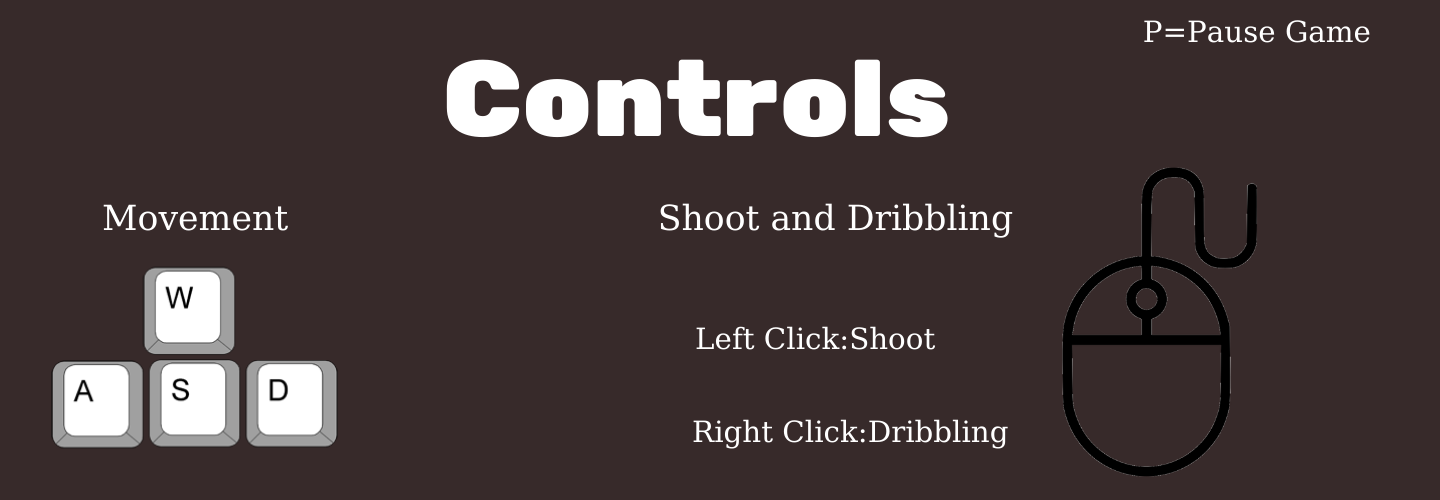 P=Pause Game
Controls
Movement
Shoot and Dribbling
W
A S D
Left Click:Shoot
Right Click:Dribbling